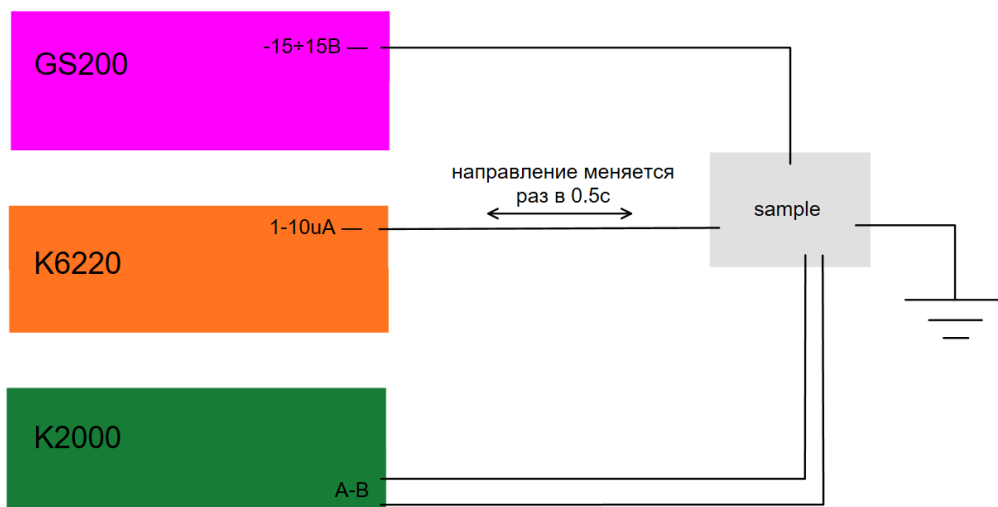 GS200
-15÷15В —
направление меняется
раз в 0.5с
sample
K6220
1-10uA —
K2000
A-B